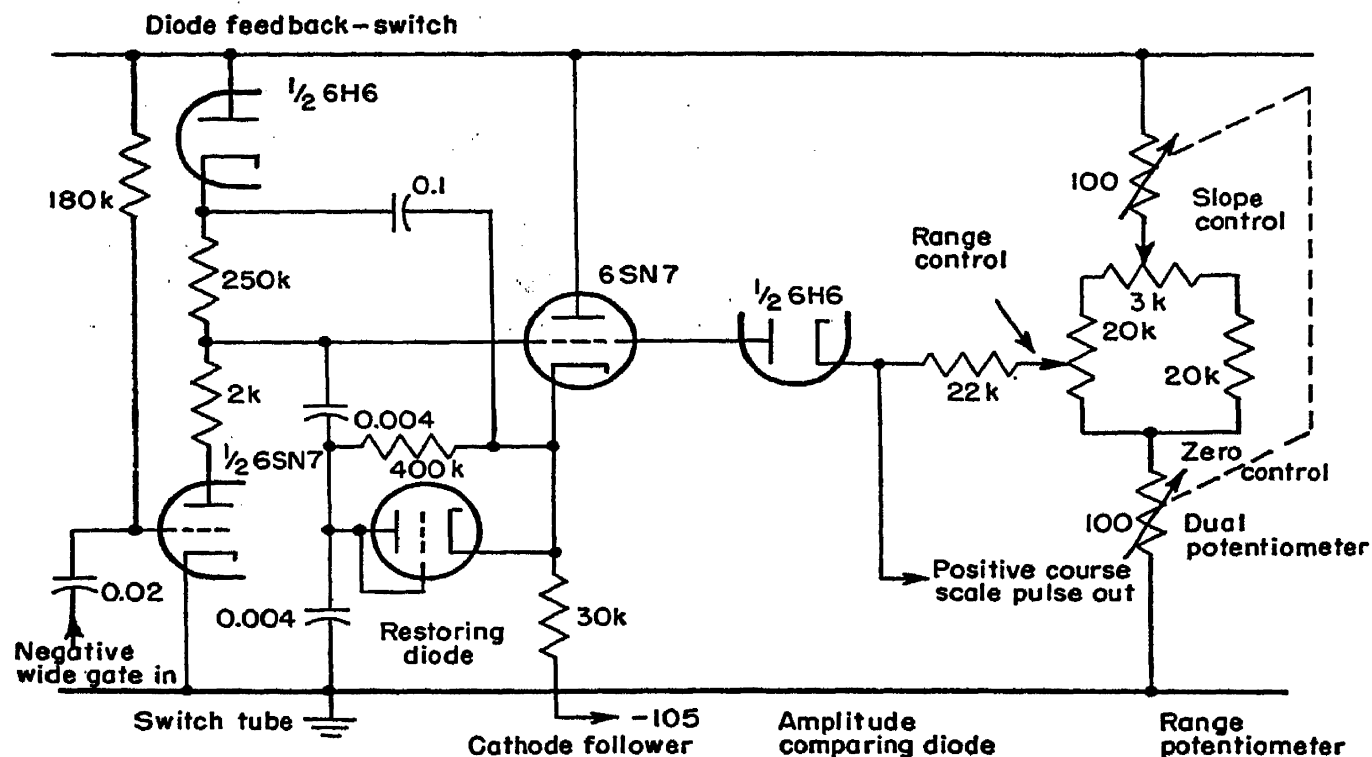 Diode feedback-switch
1/2 6H6
180k
0.1
250k
6SN7
1/2 6H6
Range
control
100
Slope
control
3k
20k
20k
22k
2k
0.004
400k
1/2 6SN7
Zero
control
100
Dual
potentiometer
0.02
0.004
Restoring
diode
30k
Positive course
scale pulse out
Negative
wide gate in
Switch tube
-105
Cathode follower
Amplitude
comparing diode
Range
potentiometer